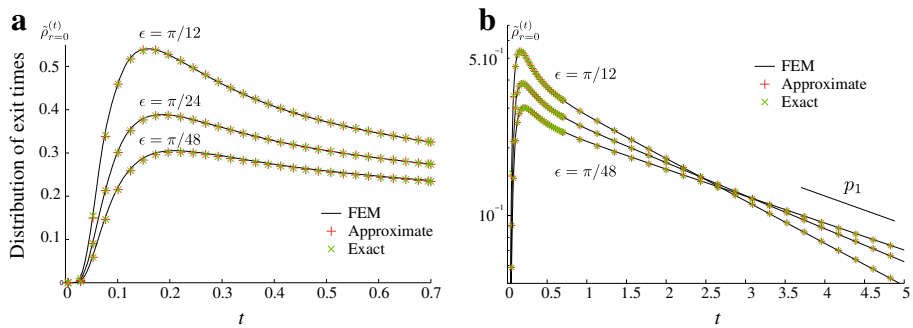 a
ρ̃_{r=0}^{(t)}
Distribution of exit times
0.5
0.4
0.3
0.2
0.1
0
ϵ = π/12
ϵ = π/24
ϵ = π/48
FEM
Approximate
Exact
0 0.1 0.2 0.3 0.4 0.5 0.6 0.7
t
b
ρ̃_{r=0}^{(t)}
5.10⁻¹
10⁻¹
ϵ = π/12
ϵ = π/48
FEM
Approximate
Exact
p₁
0 0.5 1 1.5 2 2.5 3 3.5 4 4.5 5
t